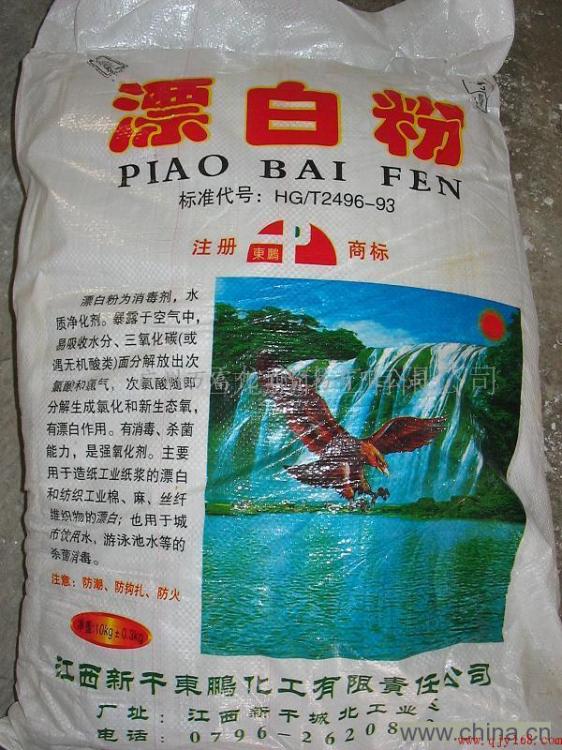 漂白粉
PIAO BAI FEN
标准代号：HG/T2496-93
注册 東鵬 商标
漂白粉为消毒剂，水
质净化剂。暴露于空气中，
易吸收水分、三氧化碳(或
遇无机酸类)面分解放出次
氯酸和氯气，次氯酸随即
分解生成氯化和新生态氧，
有漂白作用。有消毒、杀菌
能力，是强氧化剂。主要
用于造纸工业纸浆的漂白
和纺织工业棉、麻、丝纤
维织物的漂白；也用于城
市饮用水，游泳池水等的
杀菌消毒。
注意：防潮、防钩扎、防火
净重:10kg±0.3kg
江西新干東鵬化工有限責任公司
厂址：江西新干城北工业
电话：0796-26208
www.china.cn
www.qjy168.com